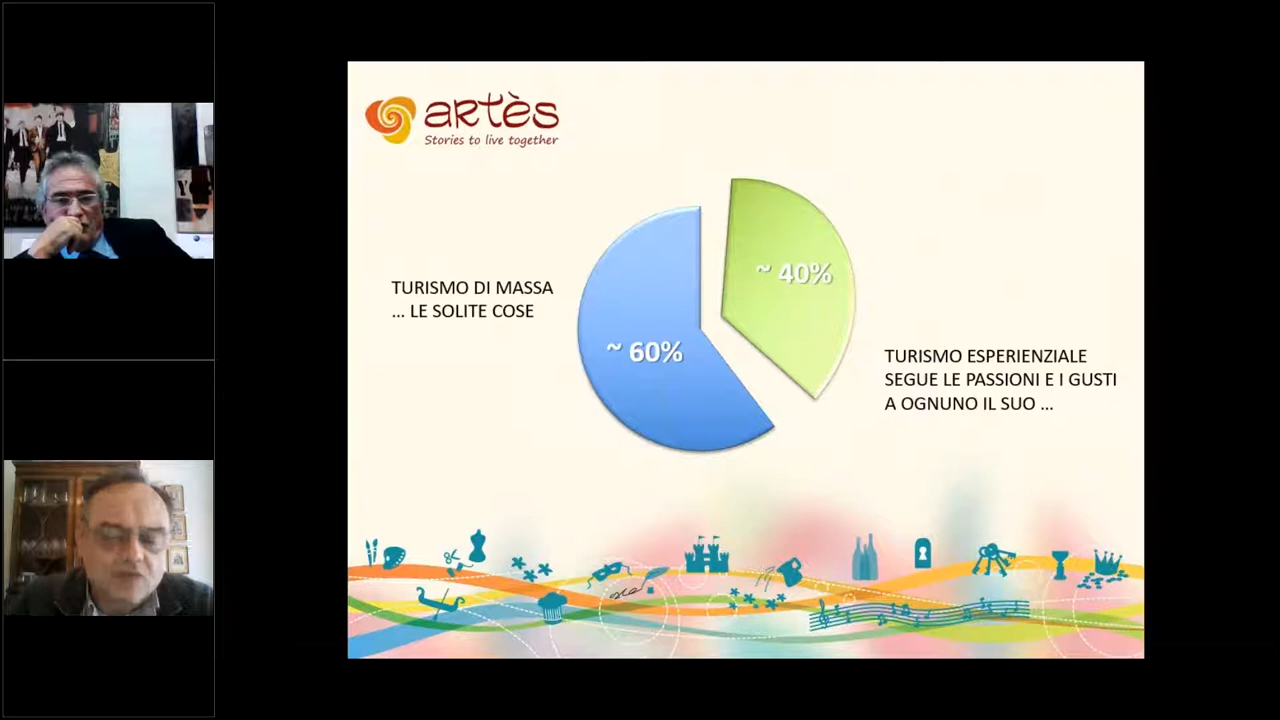 artès
Stories to live together
TURISMO DI MASSA
... LE SOLITE COSE
~ 60%
~ 40%
TURISMO ESPERIENZIALE
SEGUE LE PASSIONI E I GUSTI
A OGNUNO IL SUO ...